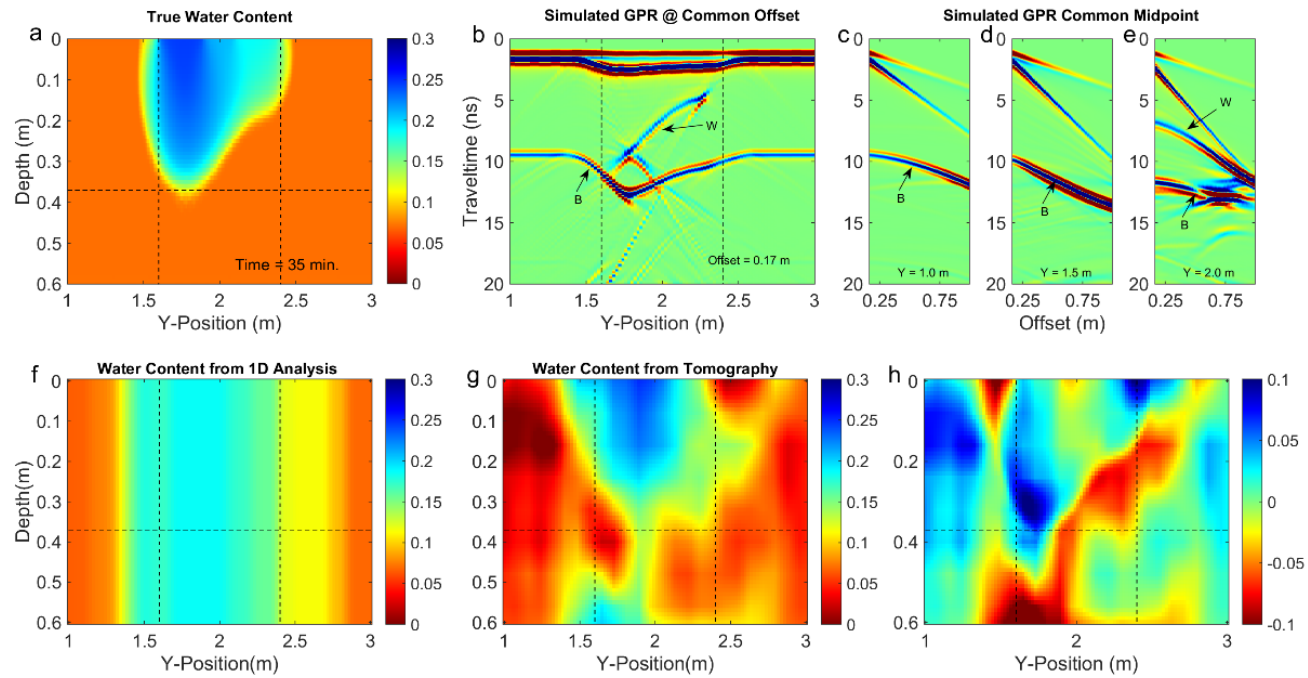 True Water Content
Simulated GPR @ Common Offset
Simulated GPR Common Midpoint
a
0
0.1
0.2
0.3
0.4
0.5
0.6
Depth (m)
1
1.5
2
2.5
3
Y-Position (m)
Time = 35 min.
0.3
0.25
0.2
0.15
0.1
0.05
0
b
0
5
10
15
20
Traveltime (ns)
W
B
Offset = 0.17 m
1
1.5
2
2.5
3
Y-Position (m)
c
0
5
10
15
20
B
Y = 1.0 m
0.25
0.75
d
B
Y = 1.5 m
0.25
0.75
Offset (m)
e
W
B
Y = 2.0 m
0.25
0.75
f
Water Content from 1D Analysis
0
0.1
0.2
0.3
0.4
0.5
0.6
Depth(m)
1
1.5
2
2.5
3
Y-Position(m)
0.3
0.25
0.2
0.15
0.1
0.05
0
g
Water Content from Tomography
0
0.1
0.2
0.3
0.4
0.5
0.6
1
1.5
2
2.5
3
Y-Position(m)
0.3
0.25
0.2
0.15
0.1
0.05
0
h
0
0.1
0.2
0.3
0.4
0.5
0.6
1
2
3
Y-Position(m)
0.1
0.05
0
-0.05
-0.1